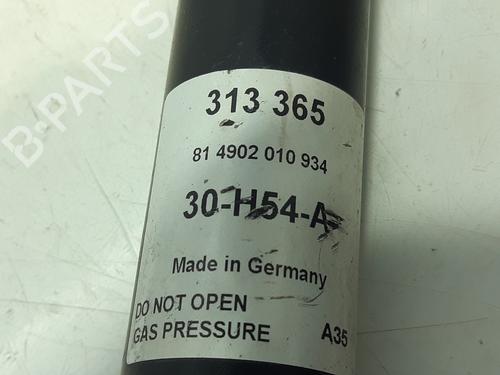 B-PARTS
313 365
81 4902 010 934
30-H54-A
Made in Germany
DO NOT OPEN
GAS PRESSURE A35